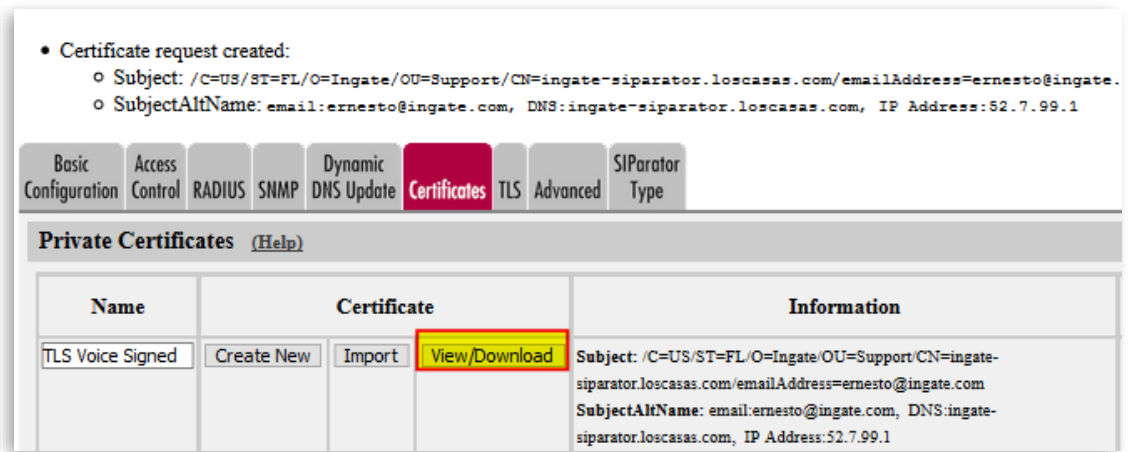 • Certificate request created:
o Subject: /C=US/ST=FL/O=Ingate/OU=Support/CN=ingate-siparator.loscasas.com/emailAddress=ernesto@ingate.
o SubjectAltName: email:ernesto@ingate.com, DNS:ingate-siparator.loscasas.com, IP Address:52.7.99.1
Basic Configuration Access Control RADIUS SNMP Dynamic DNS Update Certificates TLS Advanced SIParator Type
Private Certificates (Help)
Name Certificate Information
TLS Voice Signed Create New Import View/Download Subject: /C=US/ST=FL/O=Ingate/OU=Support/CN=ingate-
siparator.loscasas.com/emailAddress=ernesto@ingate.com
SubjectAltName: email:ernesto@ingate.com, DNS:ingate-
siparator.loscasas.com, IP Address:52.7.99.1